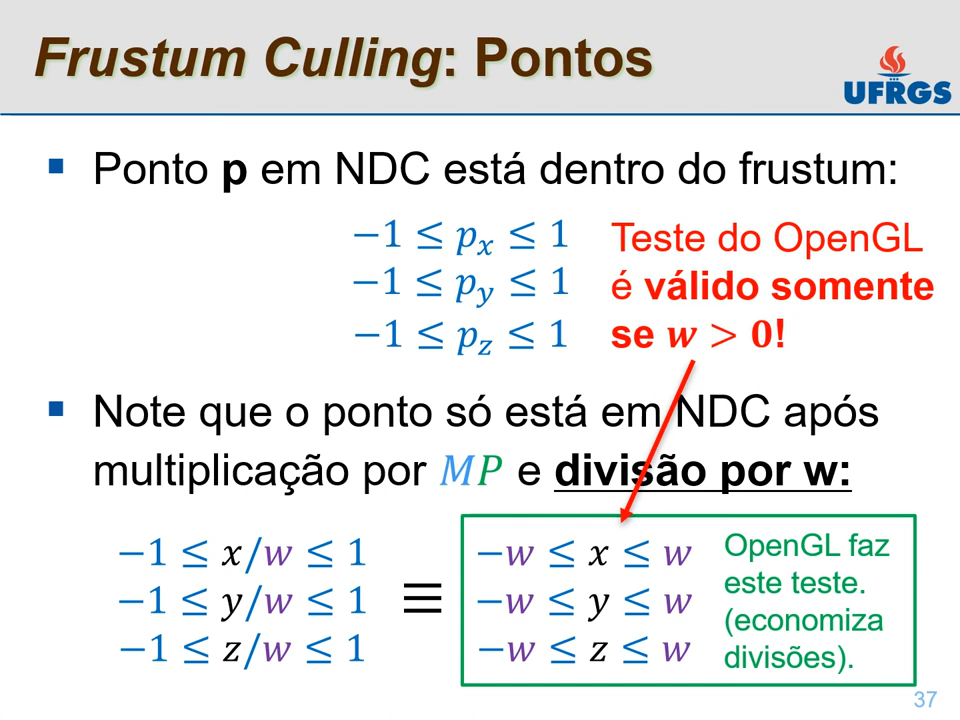 Frustum Culling: Pontos
UFRGS
▪ Ponto p em NDC está dentro do frustum:
−1 ≤ pₓ ≤ 1
−1 ≤ p_y ≤ 1
−1 ≤ p_z ≤ 1
Teste do OpenGL
é válido somente
se w > 0!
▪ Note que o ponto só está em NDC após
multiplicação por MP e divisão por w:
−1 ≤ x/w ≤ 1
−1 ≤ y/w ≤ 1
−1 ≤ z/w ≤ 1
≡
−w ≤ x ≤ w
−w ≤ y ≤ w
−w ≤ z ≤ w
OpenGL faz
este teste.
(economiza
divisões).
37